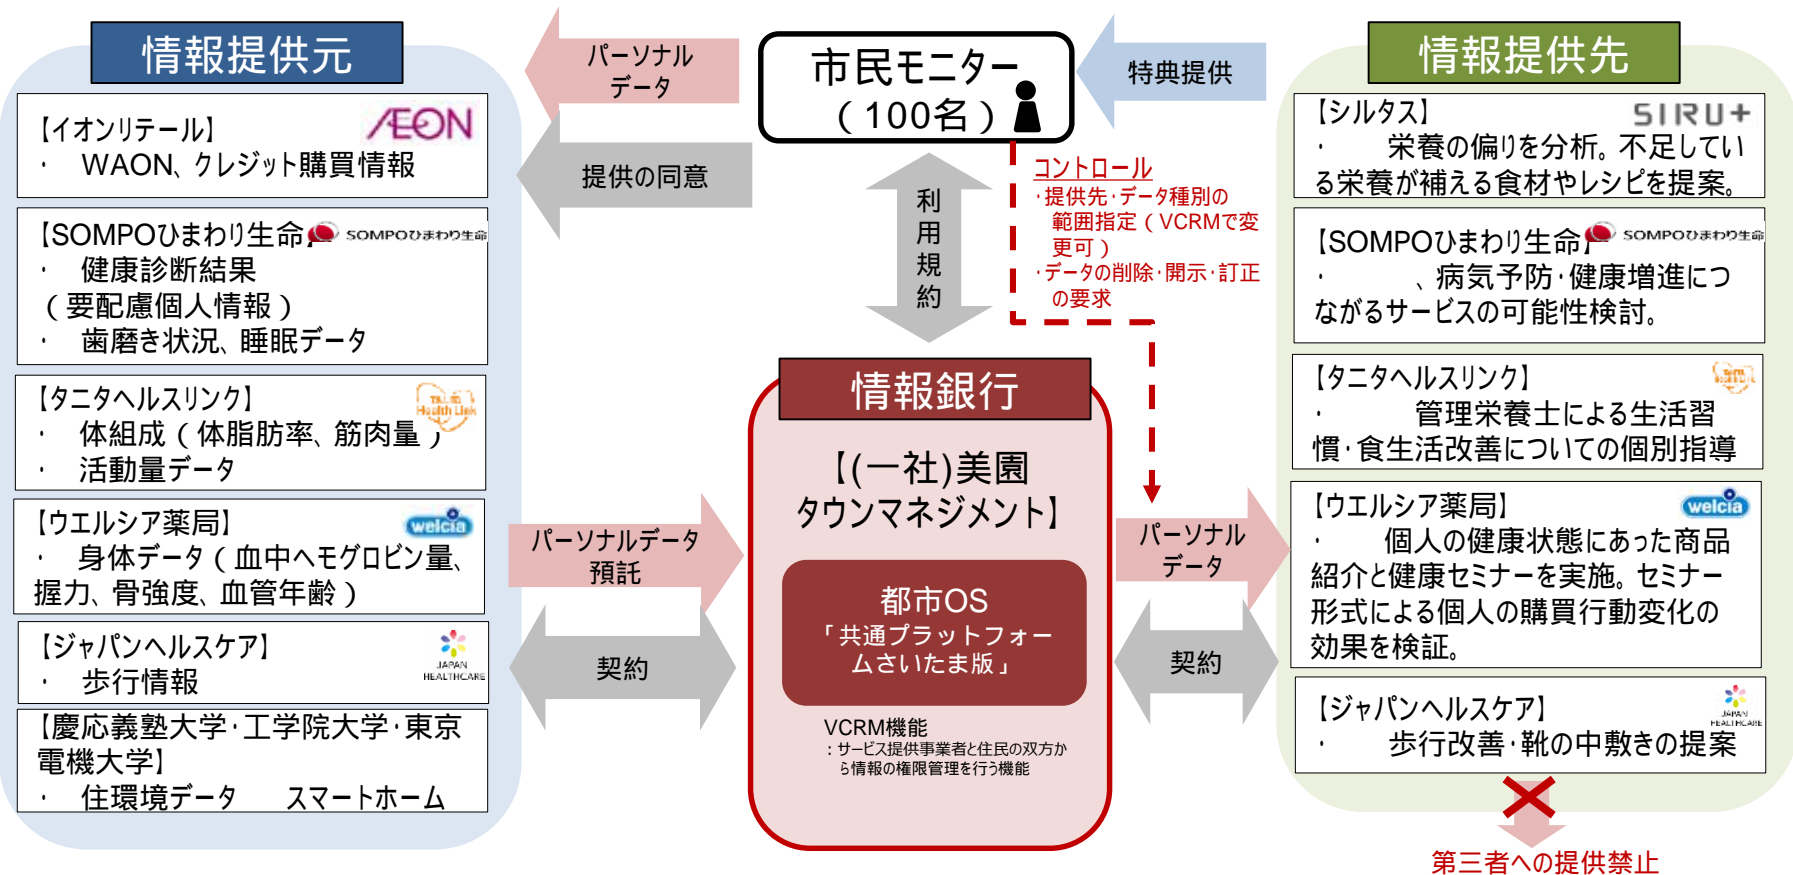 情報提供元
【イオンリテール】
ÆON
・ WAON、クレジット購買情報
【SOMPOひまわり生命】
SOMPOひまわり生命
・ 健康診断結果
（要配慮個人情報）
・ 歯磨き状況、睡眠データ
【タニタヘルスリンク】
Health Link
・ 体組成（体脂肪率、筋肉量）
・ 活動量データ
【ウエルシア薬局】
welcia
・ 身体データ（血中ヘモグロビン量、
握力、骨強度、血管年齢）
【ジャパンヘルスケア】
JAPAN
HEALTHCARE
・ 歩行情報
【慶応義塾大学・工学院大学・東京
電機大学】
・ 住環境データ スマートホーム
パーソナル
データ
提供の同意
パーソナルデータ
預託
契約
市民モニター
（100名）
特典提供
利
用
規
約
コントロール
・提供先・データ種別の
範囲指定（VCRMで変
更可）
・データの削除・開示・訂正
の要求
情報銀行
【(一社)美園
タウンマネジメント】
都市OS
「共通プラットフォー
ムさいたま版」
VCRM機能
：サービス提供事業者と住民の双方か
ら情報の権限管理を行う機能
パーソナル
データ
契約
情報提供先
【シルタス】
SIRU+
・ 栄養の偏りを分析。不足してい
る栄養が補える食材やレシピを提案。
【SOMPOひまわり生命】
SOMPOひまわり生命
・ 、病気予防・健康増進につ
ながるサービスの可能性検討。
【タニタヘルスリンク】
・ 管理栄養士による生活習
慣・食生活改善についての個別指導
【ウエルシア薬局】
welcia
・ 個人の健康状態にあった商品
紹介と健康セミナーを実施。セミナー
形式による個人の購買行動変化の
効果を検証。
【ジャパンヘルスケア】
JAPAN
HEALTHCARE
・ 歩行改善・靴の中敷きの提案
第三者への提供禁止